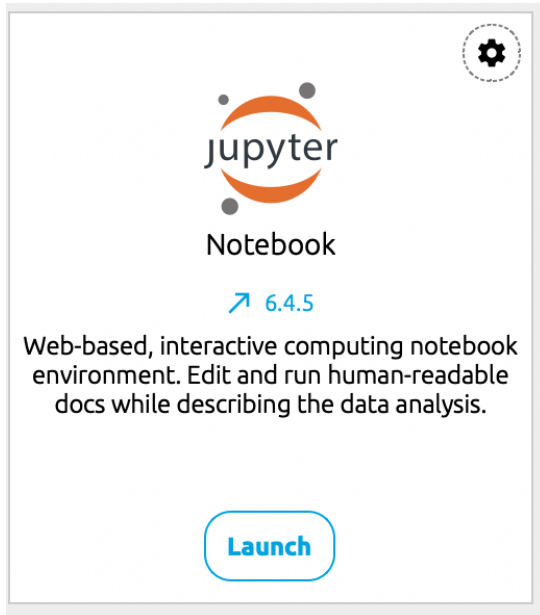 jupyter
Notebook
6.4.5
Web-based, interactive computing notebook
environment. Edit and run human-readable
docs while describing the data analysis.
Launch